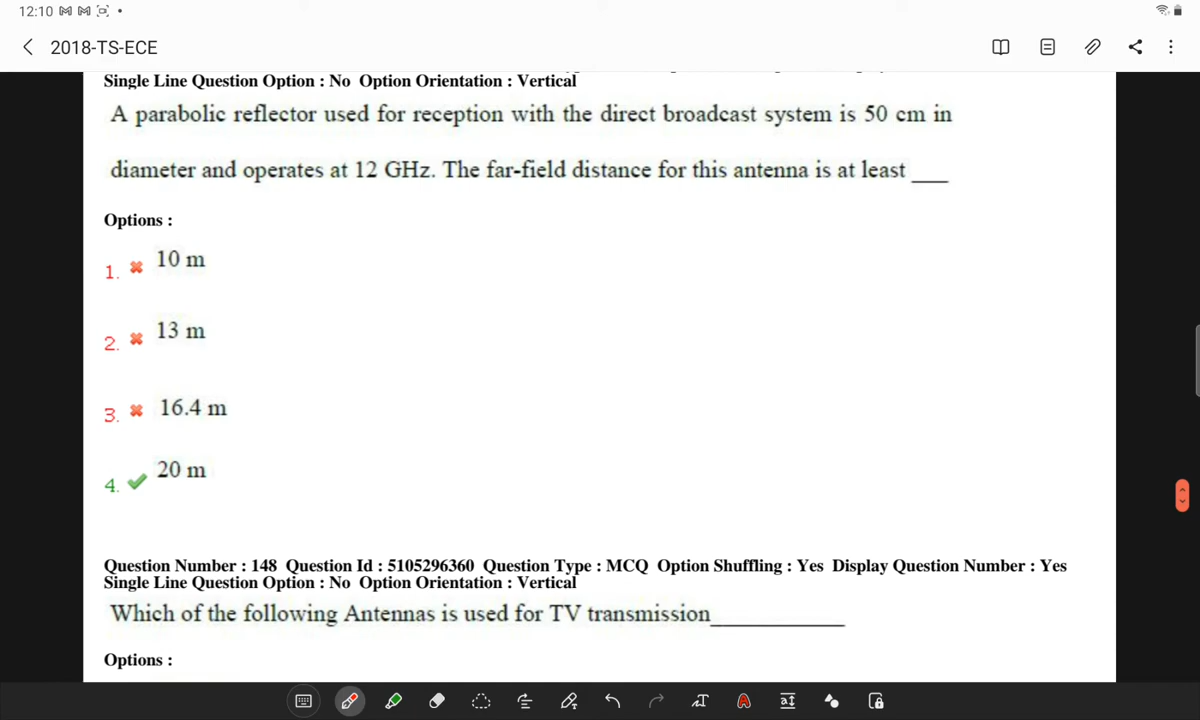 12:10
2018-TS-ECE
Single Line Question Option : No Option Orientation : Vertical
A parabolic reflector used for reception with the direct broadcast system is 50 cm in
diameter and operates at 12 GHz. The far-field distance for this antenna is at least ___
Options :
1. 10 m
2. 13 m
3. 16.4 m
4. 20 m
Question Number : 148 Question Id : 5105296360 Question Type : MCQ Option Shuffling : Yes Display Question Number : Yes
Single Line Question Option : No Option Orientation : Vertical
Which of the following Antennas is used for TV transmission____________
Options :